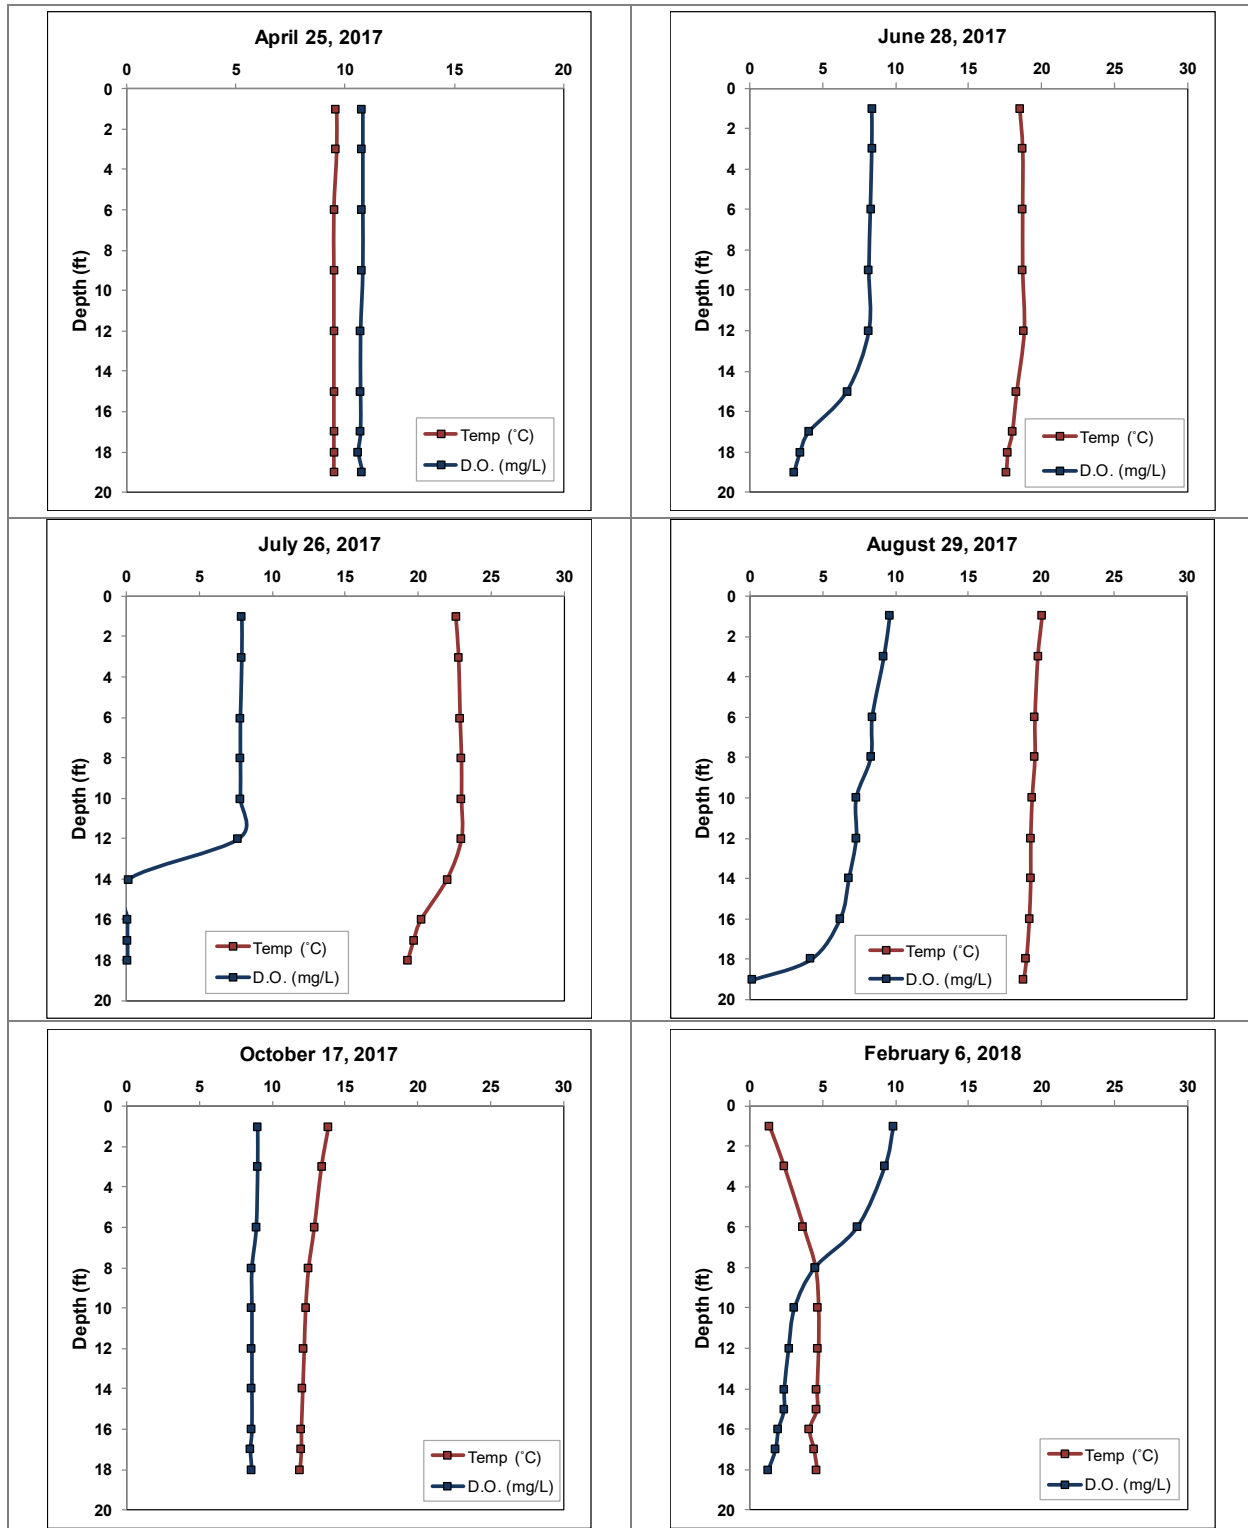 April 25, 2017
0 5 10 15 20
0
2
4
6
8
10
12
14
16
18
20
Depth (ft)
Temp (˚C)
D.O. (mg/L)
June 28, 2017
0 5 10 15 20 25 30
0
2
4
6
8
10
12
14
16
18
20
Depth (ft)
Temp (˚C)
D.O. (mg/L)
July 26, 2017
0 5 10 15 20 25 30
0
2
4
6
8
10
12
14
16
18
20
Depth (ft)
Temp (˚C)
D.O. (mg/L)
August 29, 2017
0 5 10 15 20 25 30
0
2
4
6
8
10
12
14
16
18
20
Depth (ft)
Temp (˚C)
D.O. (mg/L)
October 17, 2017
0 5 10 15 20 25 30
0
2
4
6
8
10
12
14
16
18
20
Depth (ft)
Temp (˚C)
D.O. (mg/L)
February 6, 2018
0 5 10 15 20 25 30
0
2
4
6
8
10
12
14
16
18
20
Depth (ft)
Temp (˚C)
D.O. (mg/L)